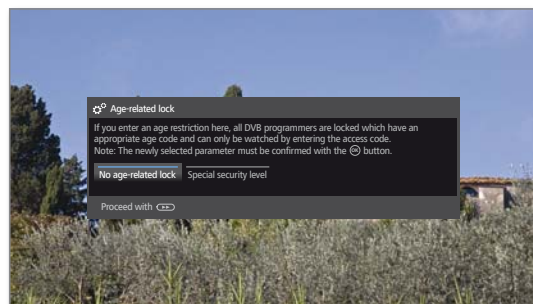 Age-related lock
If you enter an age restriction here, all DVB programmers are locked which have an
appropriate age code and can only be watched by entering the access code.
Note: The newly selected parameter must be confirmed with the OK button.
No age-related lock Special security level
Proceed with